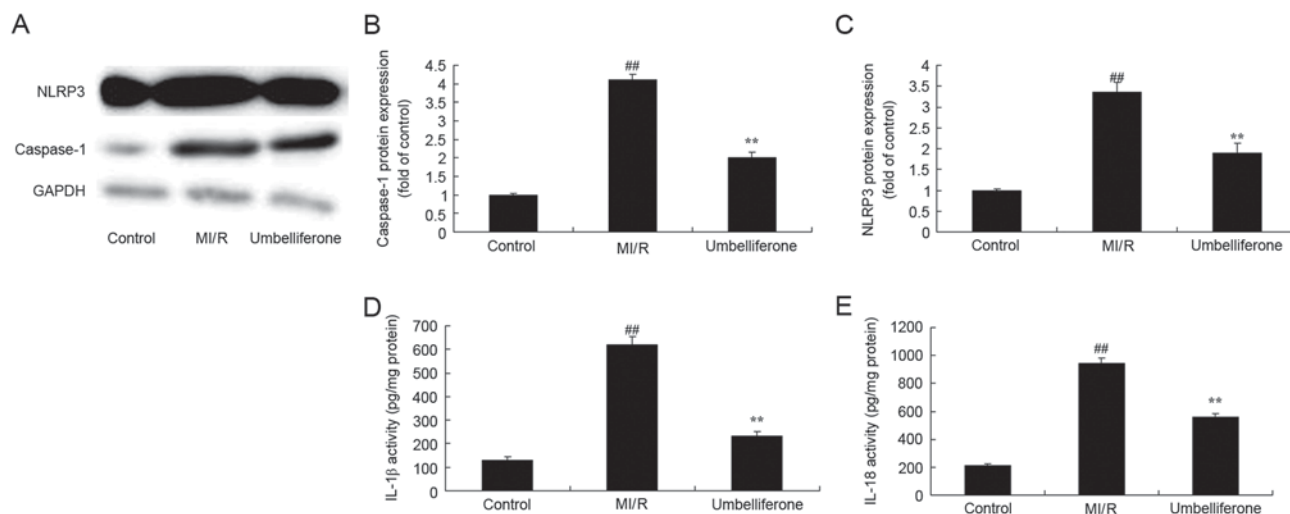 A
NLRP3
Caspase-1
GAPDH
Control MI/R Umbelliferone
B
Caspase-1 protein expression
(fold of control)
4.5
4
3.5
3
2.5
2
1.5
1
0.5
0
##
**
Control MI/R Umbelliferone
C
NLRP3 protein expression
(fold of control)
4
3.5
3
2.5
2
1.5
1
0.5
0
##
**
Control MI/R Umbelliferone
D
IL-1β activity (pg/mg protein)
700
600
500
400
300
200
100
0
##
**
Control MI/R Umbelliferone
E
IL-18 activity (pg/mg protein)
1200
1000
800
600
400
200
0
##
**
Control MI/R Umbelliferone